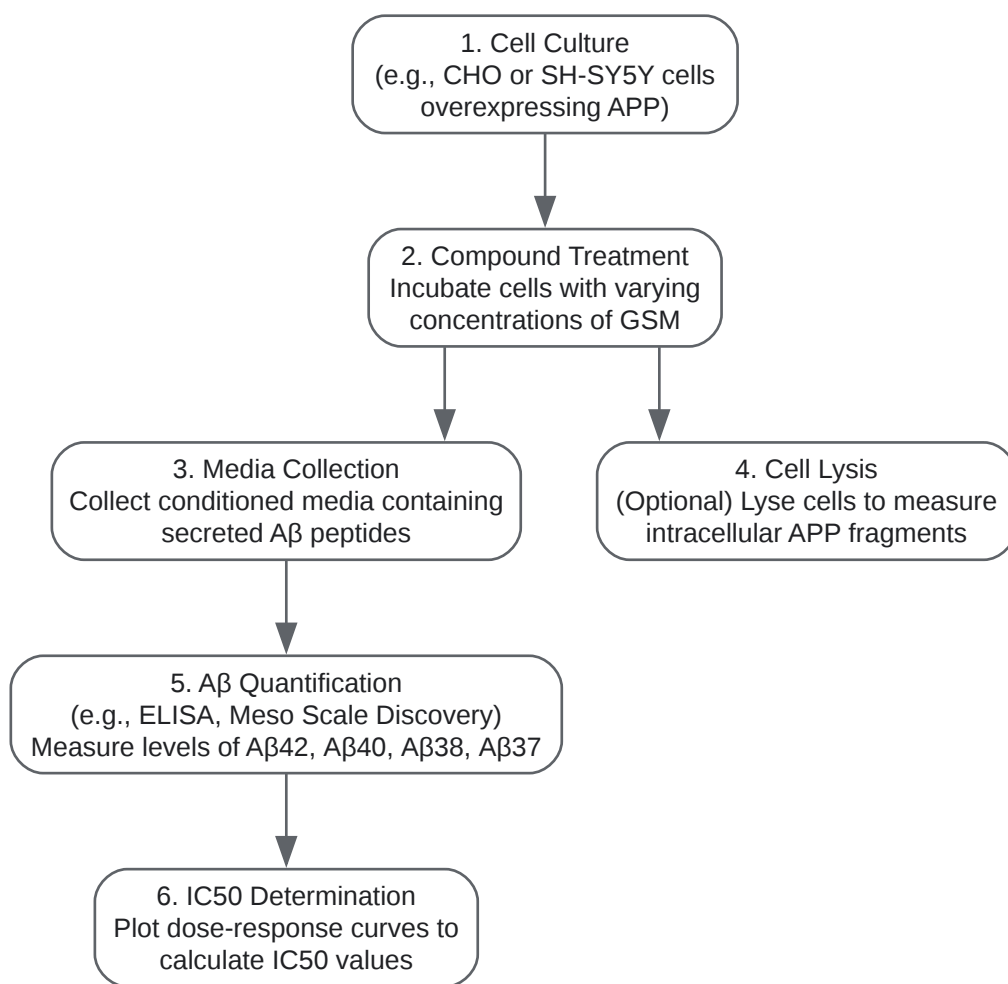 1. Cell Culture
(e.g., CHO or SH-SY5Y cells
overexpressing APP)
2. Compound Treatment
Incubate cells with varying
concentrations of GSM
3. Media Collection
Collect conditioned media containing
secreted Aβ peptides
4. Cell Lysis
(Optional) Lyse cells to measure
intracellular APP fragments
5. Aβ Quantification
(e.g., ELISA, Meso Scale Discovery)
Measure levels of Aβ42, Aβ40, Aβ38, Aβ37
6. IC50 Determination
Plot dose-response curves to
calculate IC50 values